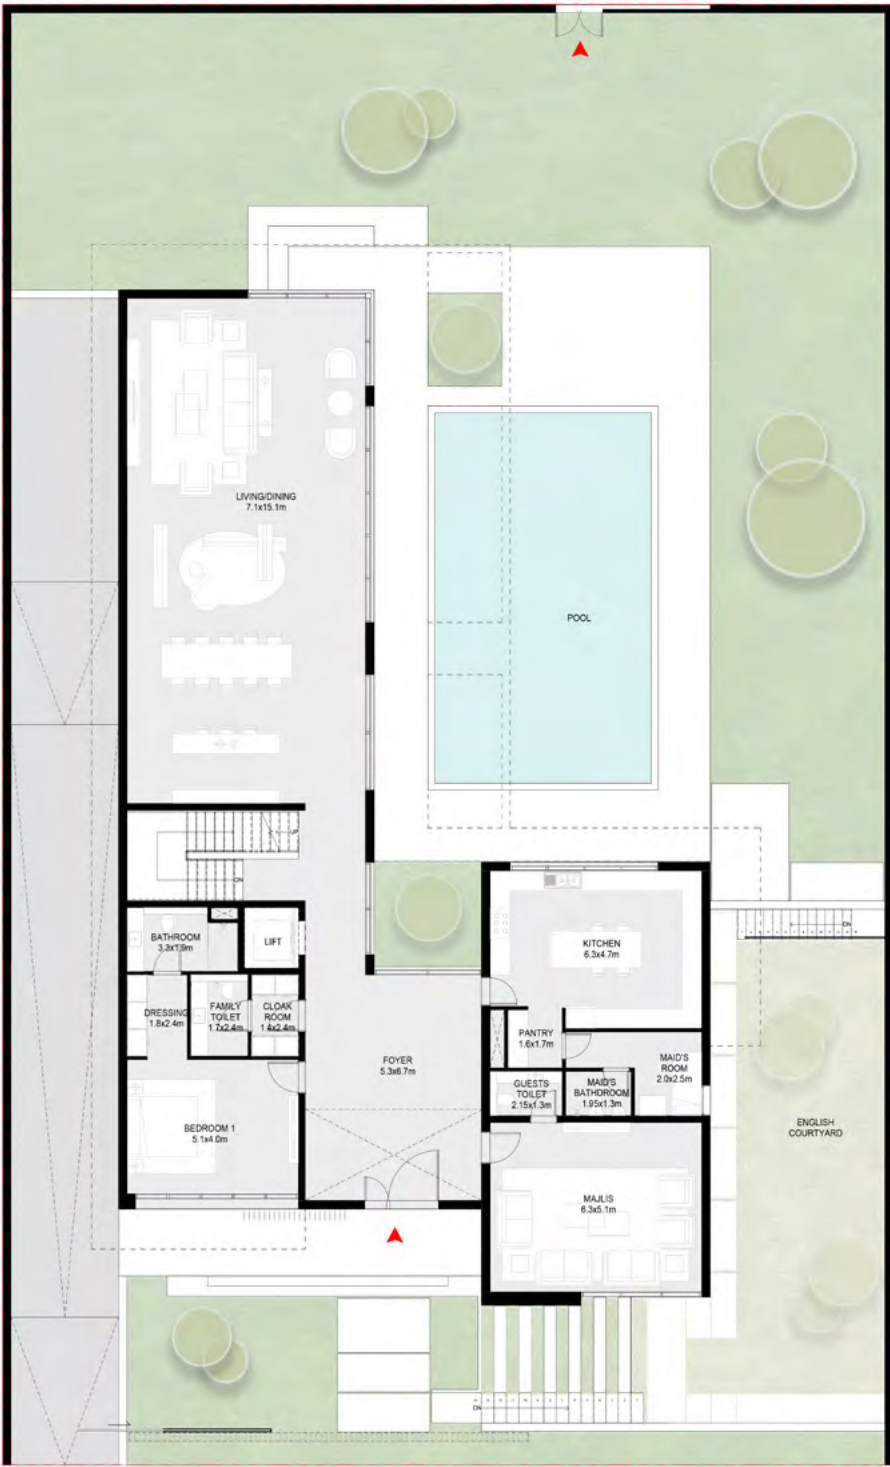 LIVING/DINING
7.1x15.1m
POOL
UP
DN
BATHROOM
3.3x1.9m
LIFT
KITCHEN
6.3x4.7m
DN
DRESSING
1.8x2.4m
FAMILY
TOILET
1.7x2.4m
CLOAK
ROOM
1.4x2.4m
FOYER
5.3x6.7m
PANTRY
1.6x1.7m
MAID'S
ROOM
2.0x2.5m
GUESTS
TOILET
2.15x1.3m
MAID'S
BATHDROOM
1.95x1.3m
BEDROOM 1
5.1x4.0m
ENGLISH
COURTYARD
MAJLIS
6.3x5.1m
DN